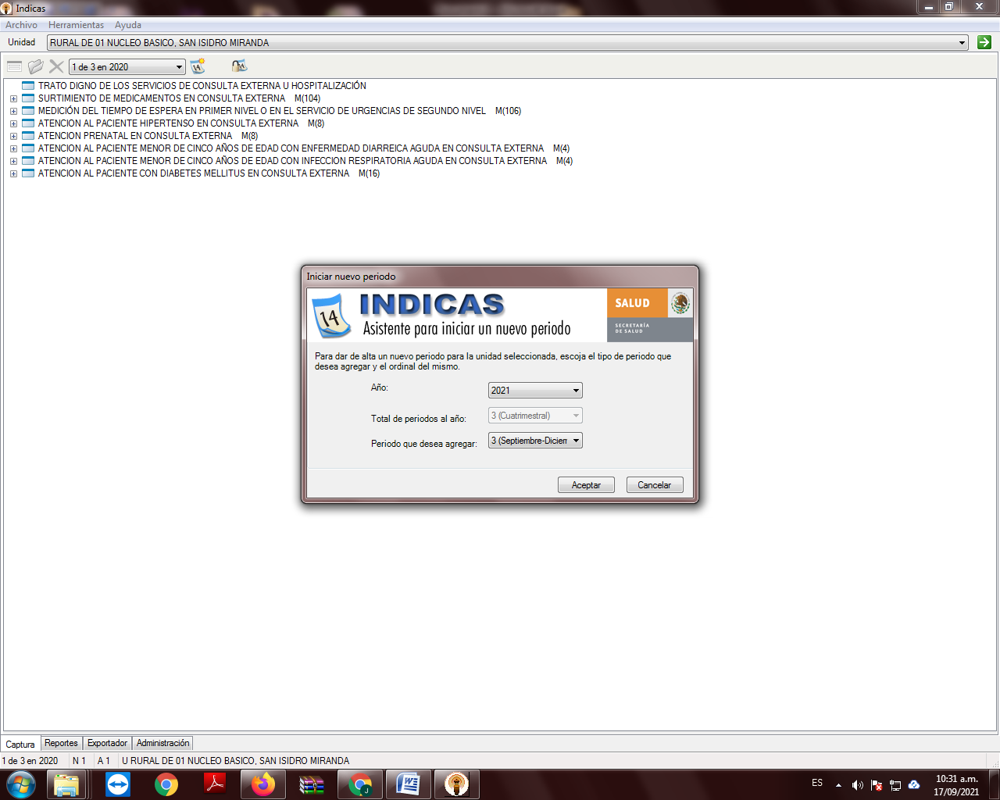 Indicas
Archivo Herramientas Ayuda
Unidad RURAL DE 01 NUCLEO BASICO, SAN ISIDRO MIRANDA
1 de 3 en 2020
TRATO DIGNO DE LOS SERVICIOS DE CONSULTA EXTERNA U HOSPITALIZACIÓN
SURTIMIENTO DE MEDICAMENTOS EN CONSULTA EXTERNA M(104)
MEDICIÓN DEL TIEMPO DE ESPERA EN PRIMER NIVEL O EN EL SERVICIO DE URGENCIAS DE SEGUNDO NIVEL M(106)
ATENCION AL PACIENTE HIPERTENSO EN CONSULTA EXTERNA M(8)
ATENCION PRENATAL EN CONSULTA EXTERNA M(8)
ATENCION AL PACIENTE MENOR DE CINCO AÑOS DE EDAD CON ENFERMEDAD DIARREICA AGUDA EN CONSULTA EXTERNA M(4)
ATENCION AL PACIENTE MENOR DE CINCO AÑOS DE EDAD CON INFECCION RESPIRATORIA AGUDA EN CONSULTA EXTERNA M(4)
ATENCION AL PACIENTE CON DIABETES MELLITUS EN CONSULTA EXTERNA M(16)
Iniciar nuevo periodo
14
INDICAS
Asistente para iniciar un nuevo periodo
SALUD
SECRETARÍA
DE SALUD
Para dar de alta un nuevo periodo para la unidad seleccionada, escoja el tipo de periodo que
desea agregar y el ordinal del mismo.
Año: 2021
Total de periodos al año: 3 (Cuatrimestral)
Periodo que desea agregar: 3 (Septiembre-Diciem
Aceptar Cancelar
Captura Reportes Exportador Administración
1 de 3 en 2020 N 1 A 1 U RURAL DE 01 NUCLEO BASICO, SAN ISIDRO MIRANDA
ES
10:31 a.m.
17/09/2021